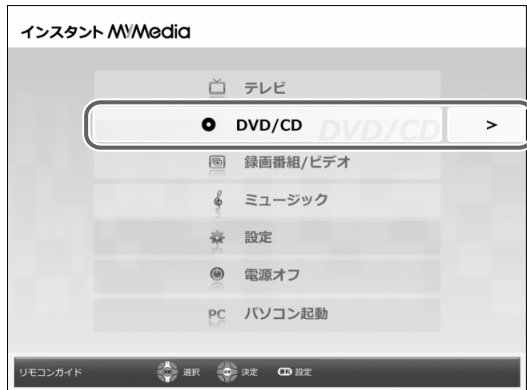 インスタント MyMedia
テレビ
DVD/CD DVD/CD >
録画番組/ビデオ
ミュージック
設定
電源オフ
PC パソコン起動
リモコンガイド 選択 決定 設定